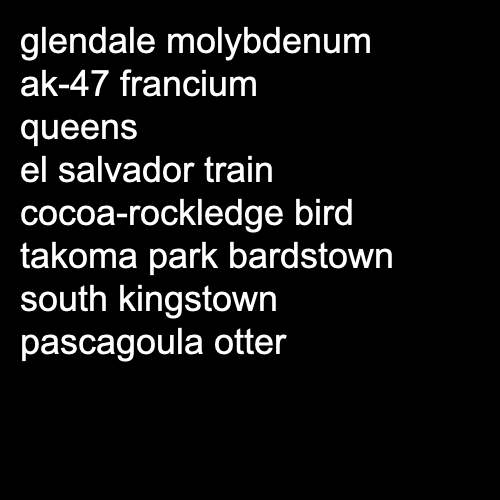 glendale molybdenum
ak-47 francium
queens
el salvador train
cocoa-rockledge bird
takoma park bardstown
south kingstown
pascagoula otter